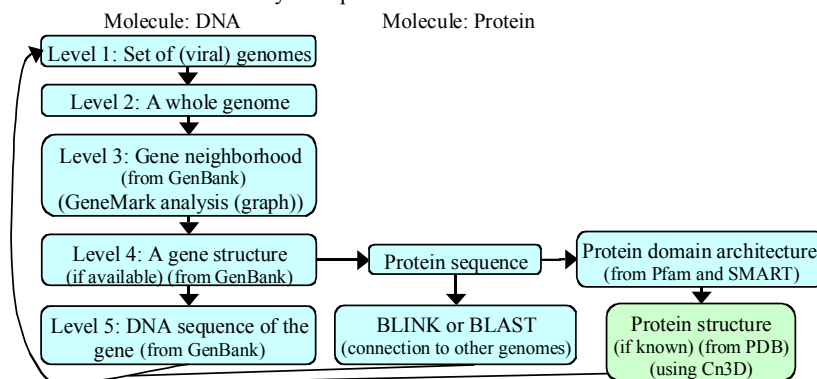 Molecule: DNA
Molecule: Protein
Level 1: Set of (viral) genomes
Level 2: A whole genome
Level 3: Gene neighborhood
(from GenBank)
(GeneMark analysis (graph))
Level 4: A gene structure
(if available) (from GenBank)
Protein sequence
Protein domain architecture
(from Pfam and SMART)
Level 5: DNA sequence of the
gene (from GenBank)
BLINK or BLAST
(connection to other genomes)
Protein structure
(if known) (from PDB)
(using Cn3D)